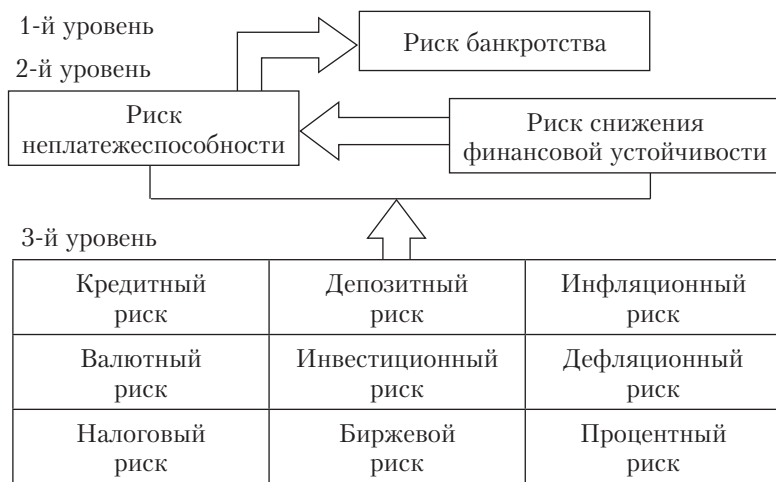 1-й уровень
Риск банкротства
2-й уровень
Риск
неплатежеспособности
Риск снижения
финансовой устойчивости
3-й уровень
Кредитный
риск
Депозитный
риск
Инфляционный
риск
Валютный
риск
Инвестиционный
риск
Дефляционный
риск
Налоговый
риск
Биржевой
риск
Процентный
риск